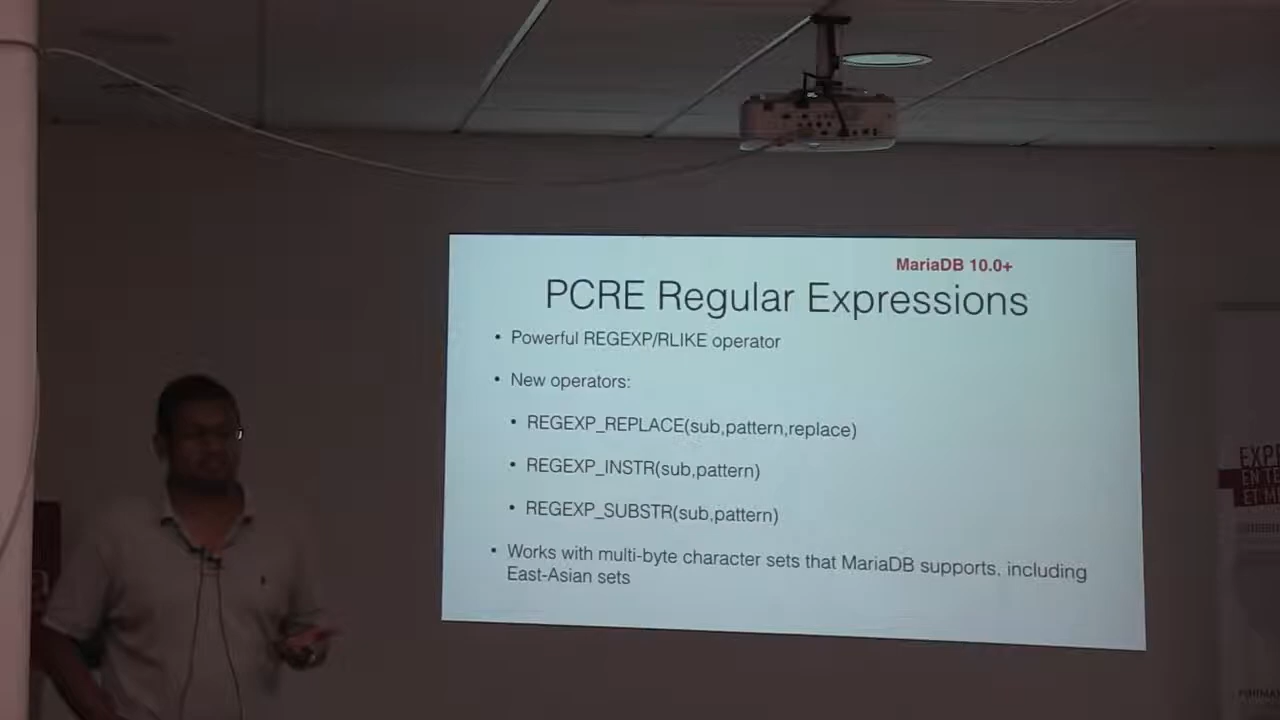 MariaDB 10.0+
PCRE Regular Expressions
• Powerful REGEXP/RLIKE operator
• New operators:
• REGEXP_REPLACE(sub,pattern,replace)
• REGEXP_INSTR(sub,pattern)
• REGEXP_SUBSTR(sub,pattern)
• Works with multi-byte character sets that MariaDB supports, including
East-Asian sets